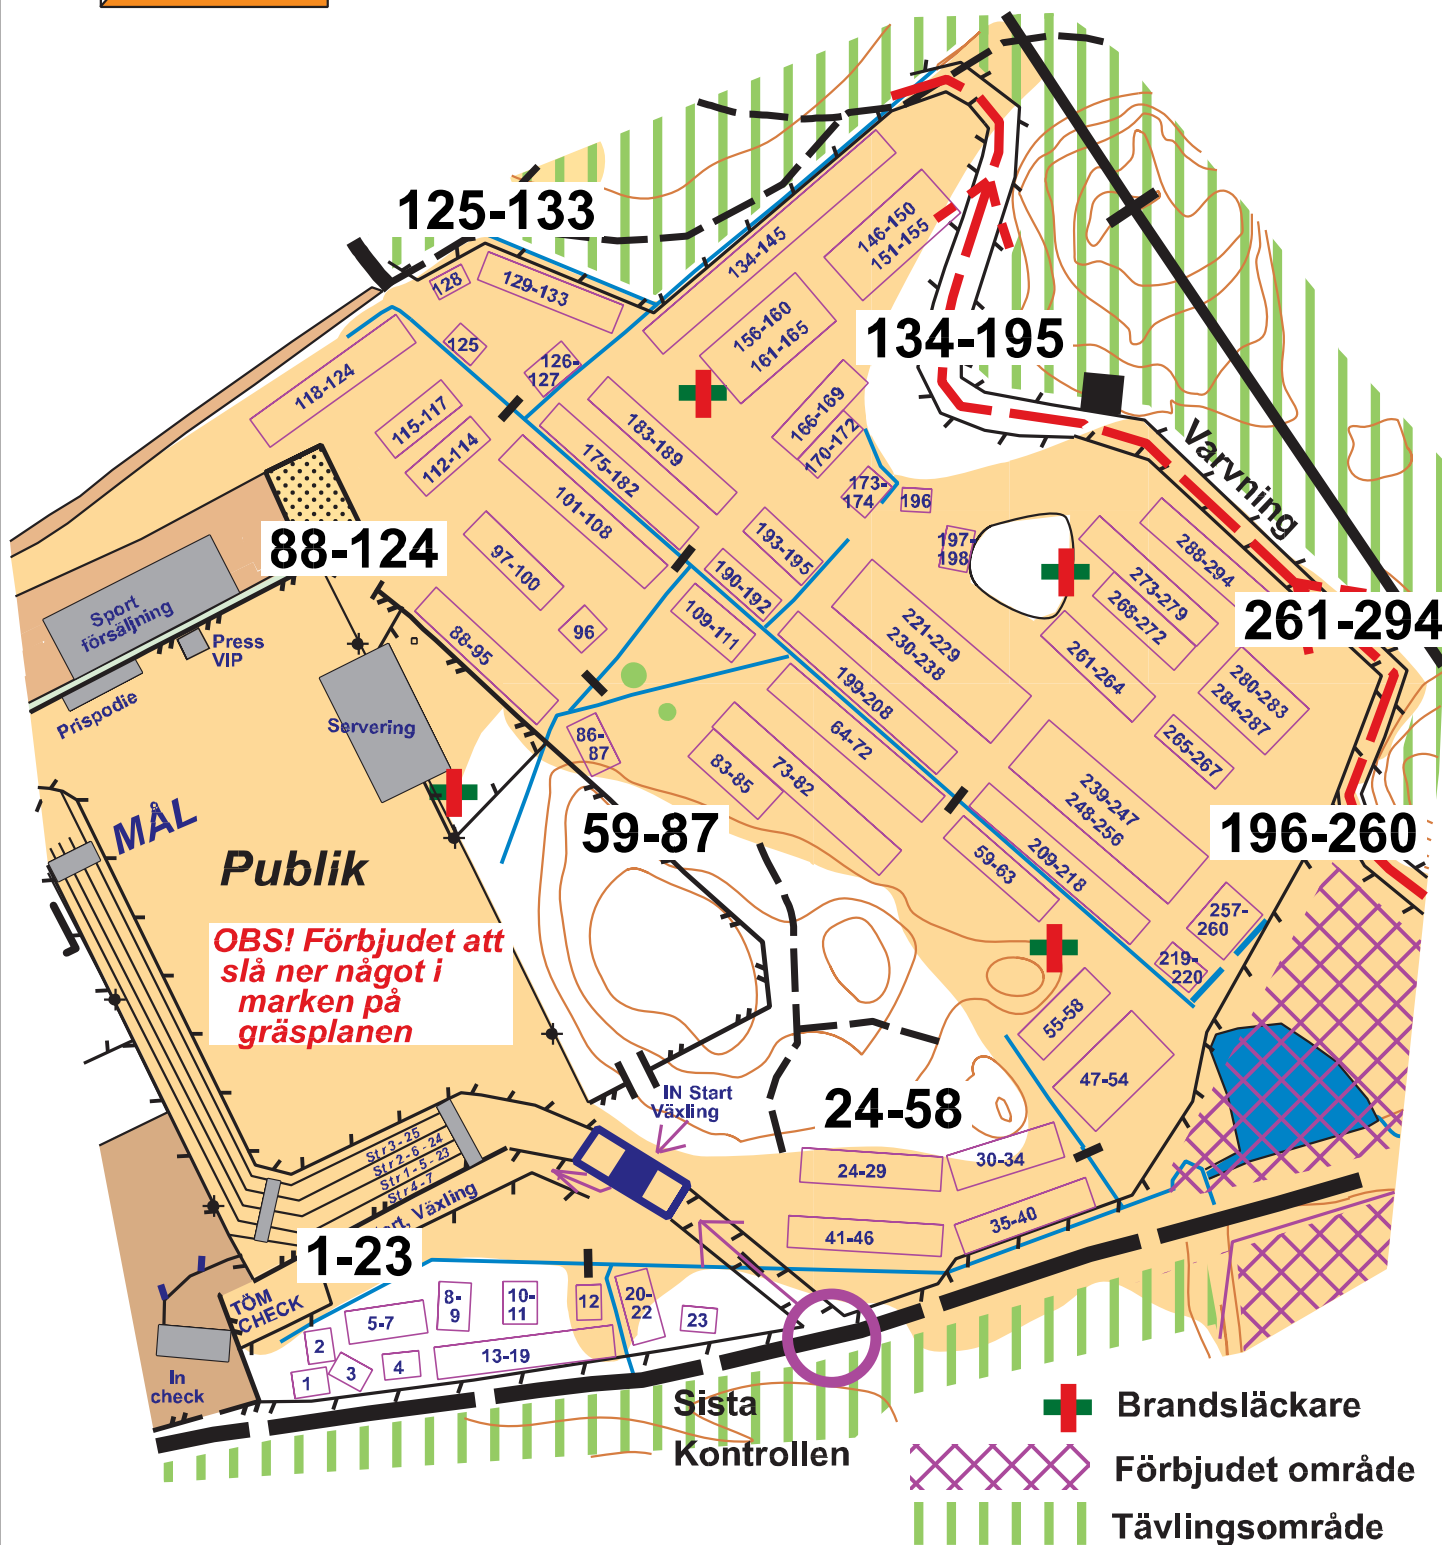 125-133
128
129-133
134-145
146-150
151-155
125
126-
127
156-160
161-165
134-195
118-124
115-117
112-114
183-189
175-182
101-108
166-169
170-172
173-
174
196
Varvning
88-124
97-100
193-195
190-192
109-111
197-
198
288-294
273-279
268-272
261-294
Sport
försäljning
Press
VIP
Prispodie
88-95
96
221-229
230-238
261-264
280-283
284-287
Servering
86-
87
199-208
64-72
73-82
83-85
265-267
239-247
248-256
MÅL
Publik
59-87
59-63
209-218
196-260
257-
260
219-
220
OBS! Förbjudet att
slå ner något i
marken på
gräsplanen
55-58
47-54
IN Start
Växling
24-58
Str3-25
Str2-6-24
Str1-5-23
Str4-7
Växling
24-29
30-34
35-40
41-46
1-23
TÖM
CHECK
8-
9
10-
11
12
20-
22
23
5-7
2
3
4
1
13-19
In
check
Sista
Kontrollen
Brandsläckare
Förbjudet område
Tävlingsområde